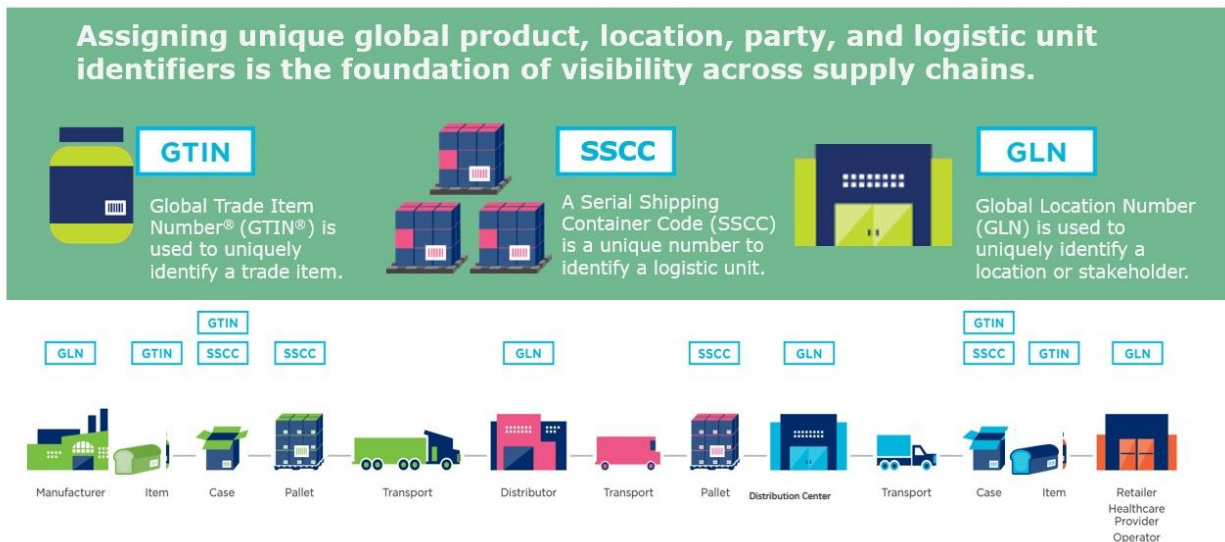 Assigning unique global product, location, party, and logistic unit
identifiers is the foundation of visibility across supply chains.
GTIN
Global Trade Item
Number® (GTIN®) is
used to uniquely
identify a trade item.
SSCC
A Serial Shipping
Container Code (SSCC)
is a unique number to
identify a logistic unit.
GLN
Global Location Number
(GLN) is used to
uniquely identify a
location or stakeholder.
GTIN GTIN
GLN GTIN SSCC SSCC GLN SSCC GLN SSCC GTIN GLN
Manufacturer Item Case Pallet Transport Distributor Transport Pallet Distribution Center Transport Case Item Retailer
Healthcare
Provider
Operator